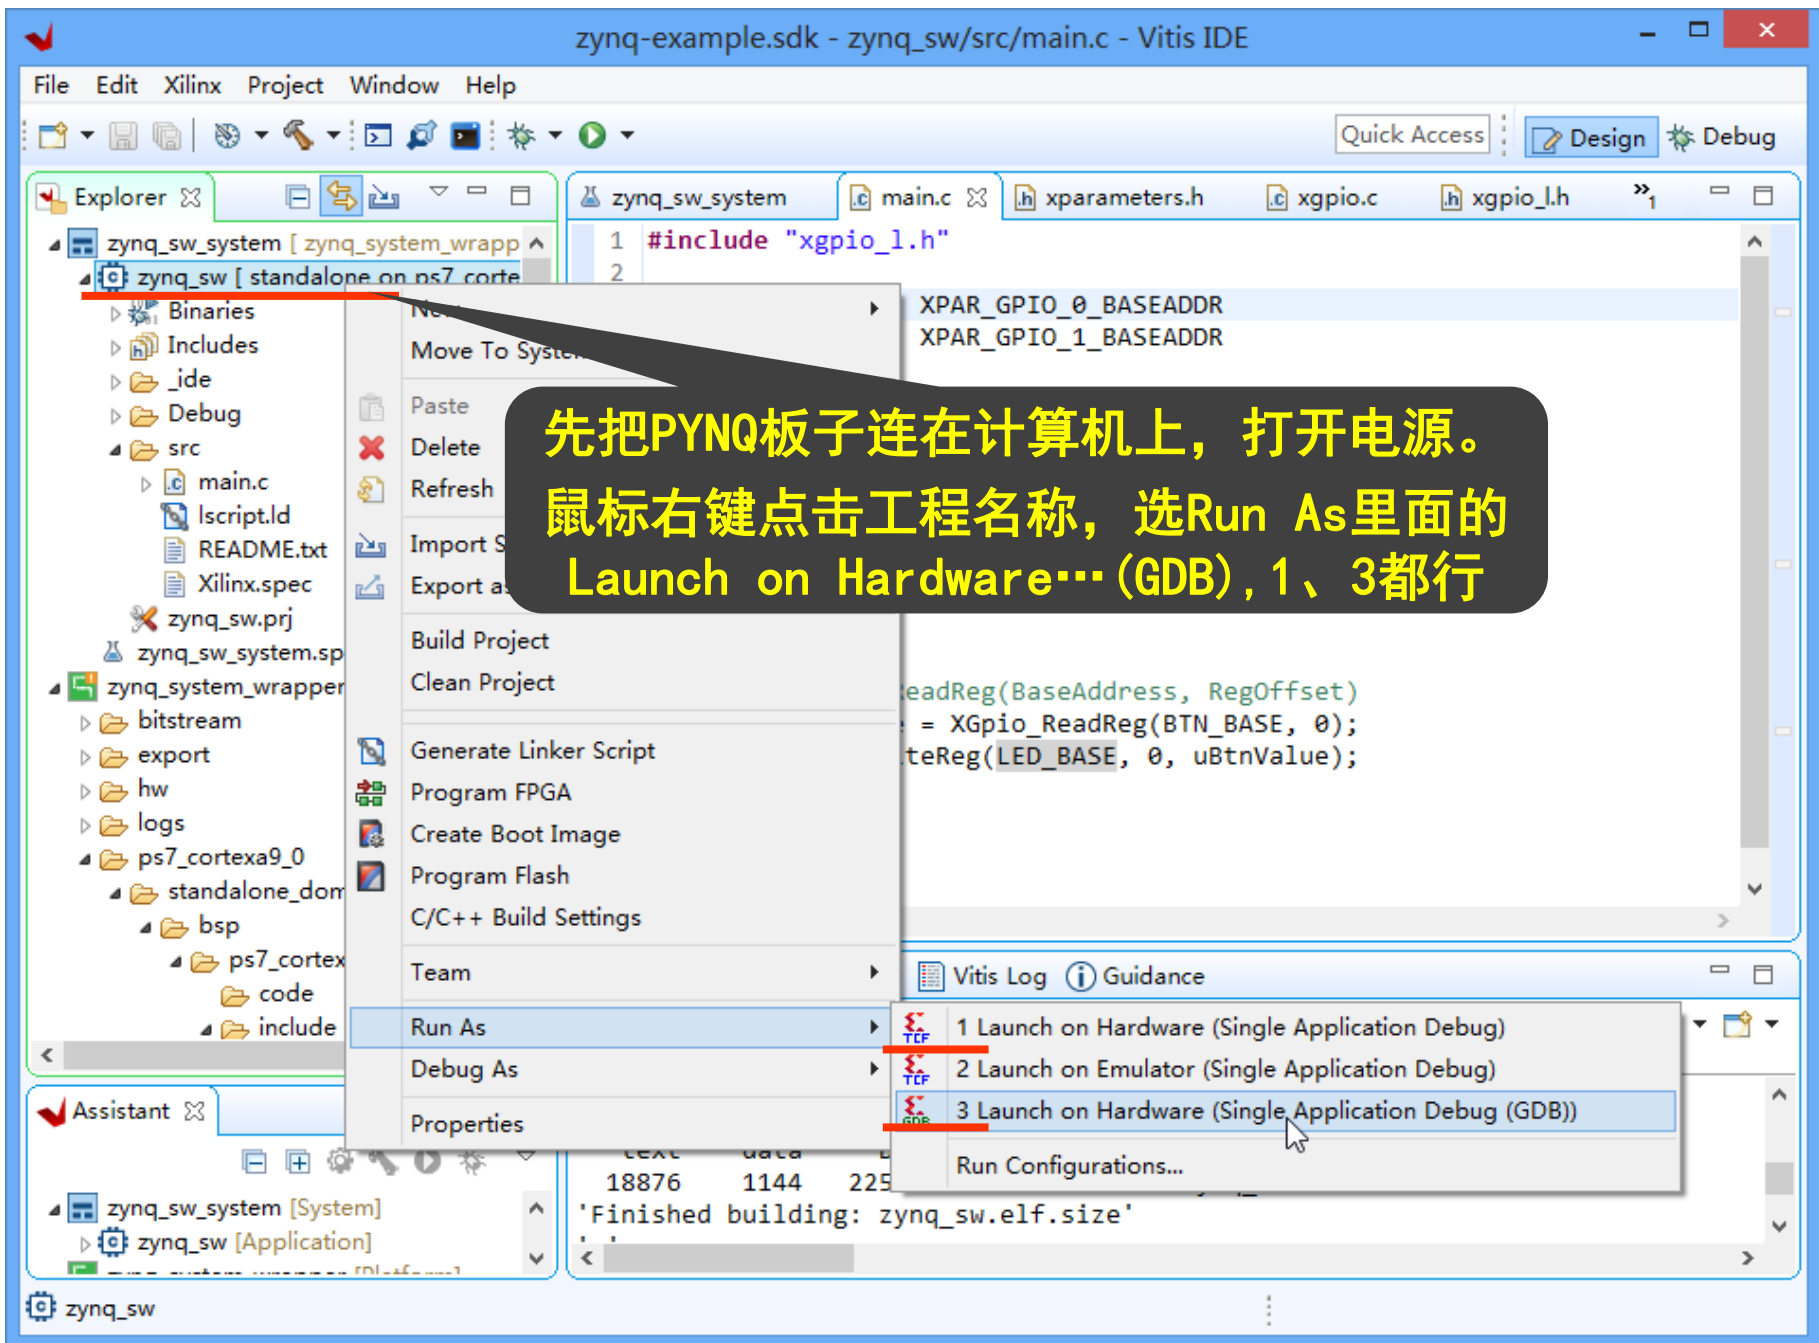 zynq-example.sdk - zynq_sw/src/main.c - Vitis IDE
File Edit Xilinx Project Window Help
Quick Access Design Debug
Explorer
zynq_sw_system main.c xparameters.h xgpio.c xgpio_l.h »1
zynq_sw_system [ zynq_system_wrapp
zynq_sw [ standalone on ps7_corte
Binaries
Includes
_ide
Debug
src
main.c
lscript.ld
README.txt
Xilinx.spec
zynq_sw.prj
zynq_sw_system.sp
zynq_system_wrapper
bitstream
export
hw
logs
ps7_cortexa9_0
standalone_dom
bsp
ps7_cortex
code
include
1 #include "xgpio_l.h"
2
XPAR_GPIO_0_BASEADDR
XPAR_GPIO_1_BASEADDR
eadReg(BaseAddress, RegOffset)
= XGpio_ReadReg(BTN_BASE, 0);
teReg(LED_BASE, 0, uBtnValue);
先把PYNQ板子连在计算机上，打开电源。
鼠标右键点击工程名称，选Run As里面的
Launch on Hardware…(GDB),1、3都行
Move To Syst
Paste
Delete
Refresh
Import S
Export as
Build Project
Clean Project
Generate Linker Script
Program FPGA
Create Boot Image
Program Flash
C/C++ Build Settings
Team
Run As
Debug As
Properties
1 Launch on Hardware (Single Application Debug)
2 Launch on Emulator (Single Application Debug)
3 Launch on Hardware (Single Application Debug (GDB))
Run Configurations...
Vitis Log Guidance
18876 1144 225
'Finished building: zynq_sw.elf.size'
Assistant
zynq_sw_system [System]
zynq_sw [Application]
zynq_sw